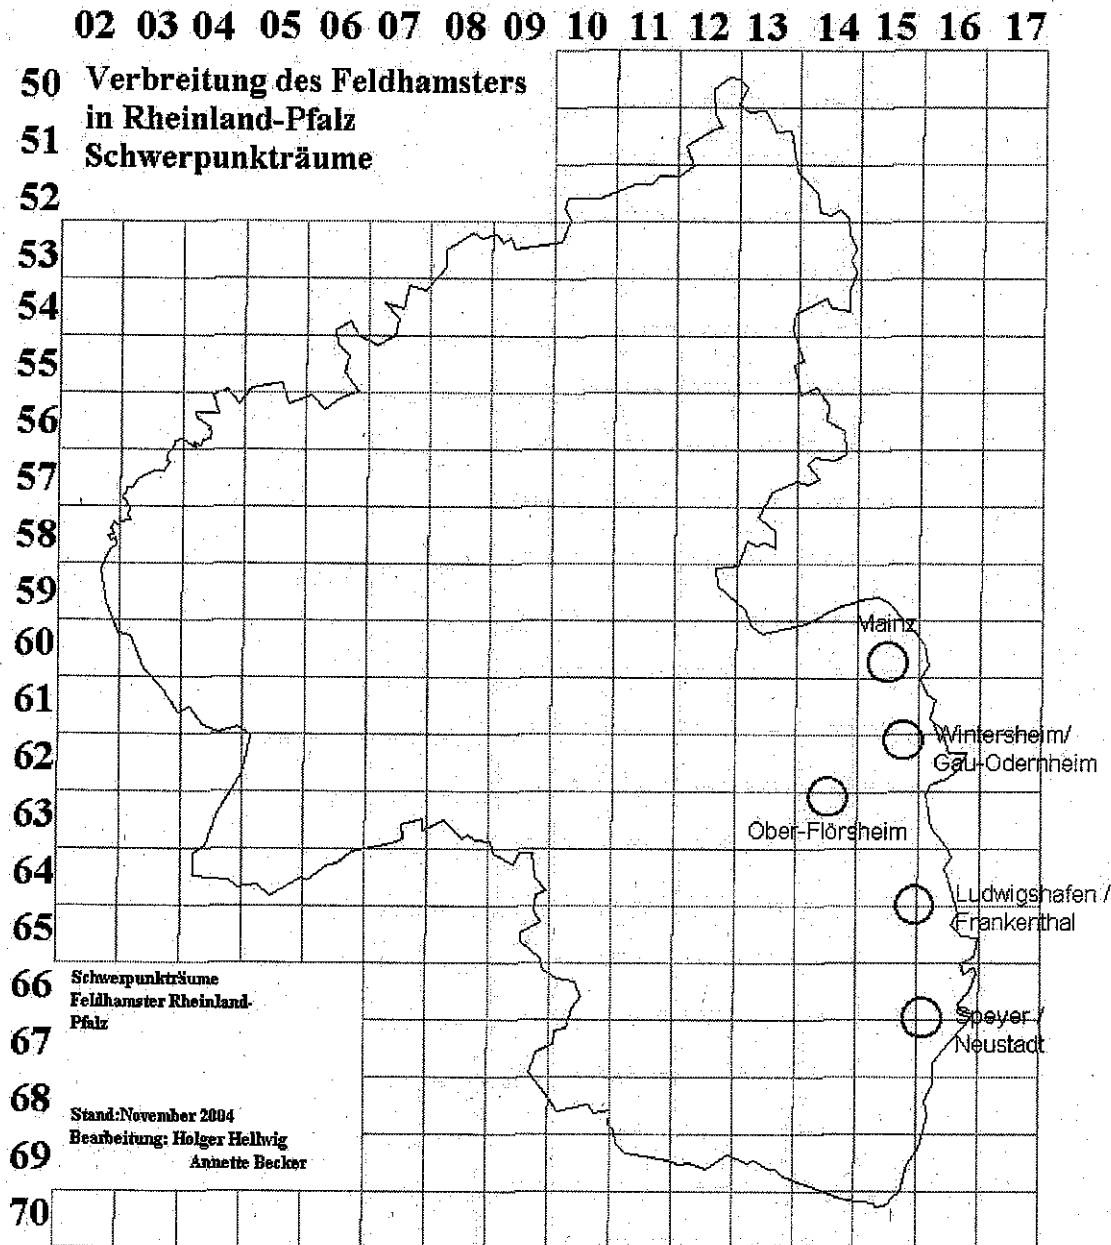 02 03 04 05 06 07 08 09 10 11 12 13 14 15 16 17
50
51
52
53
54
55
56
57
58
59
60
61
62
63
64
65
66
67
68
69
70
Verbreitung des Feldhamsters
in Rheinland-Pfalz
Schwerpunkträume
Mainz
Wintersheim/
Gau-Odernheim
Ober-Flörsheim
Ludwigshafen /
Frankenthal
Speyer /
Neustadt
Schwerpunkträume
Feldhamster Rheinland-
Pfalz
Stand:November 2004
Bearbeitung: Holger Hellwig
Annette Becker